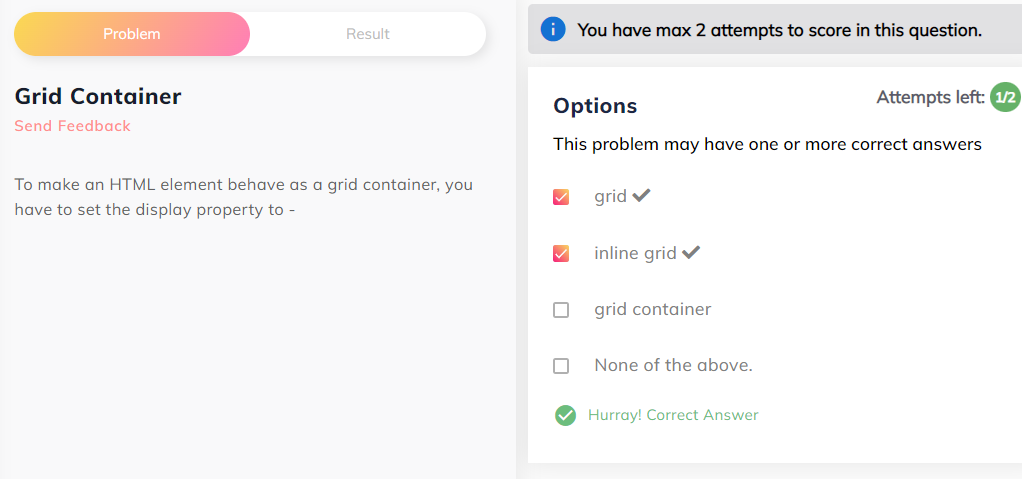 Problem
Result
Grid Container
Send Feedback
To make an HTML element behave as a grid container, you
have to set the display property to -
You have max 2 attempts to score in this question.
Attempts left: 1/2
Options
This problem may have one or more correct answers
grid
inline grid
grid container
None of the above.
Hurray! Correct Answer